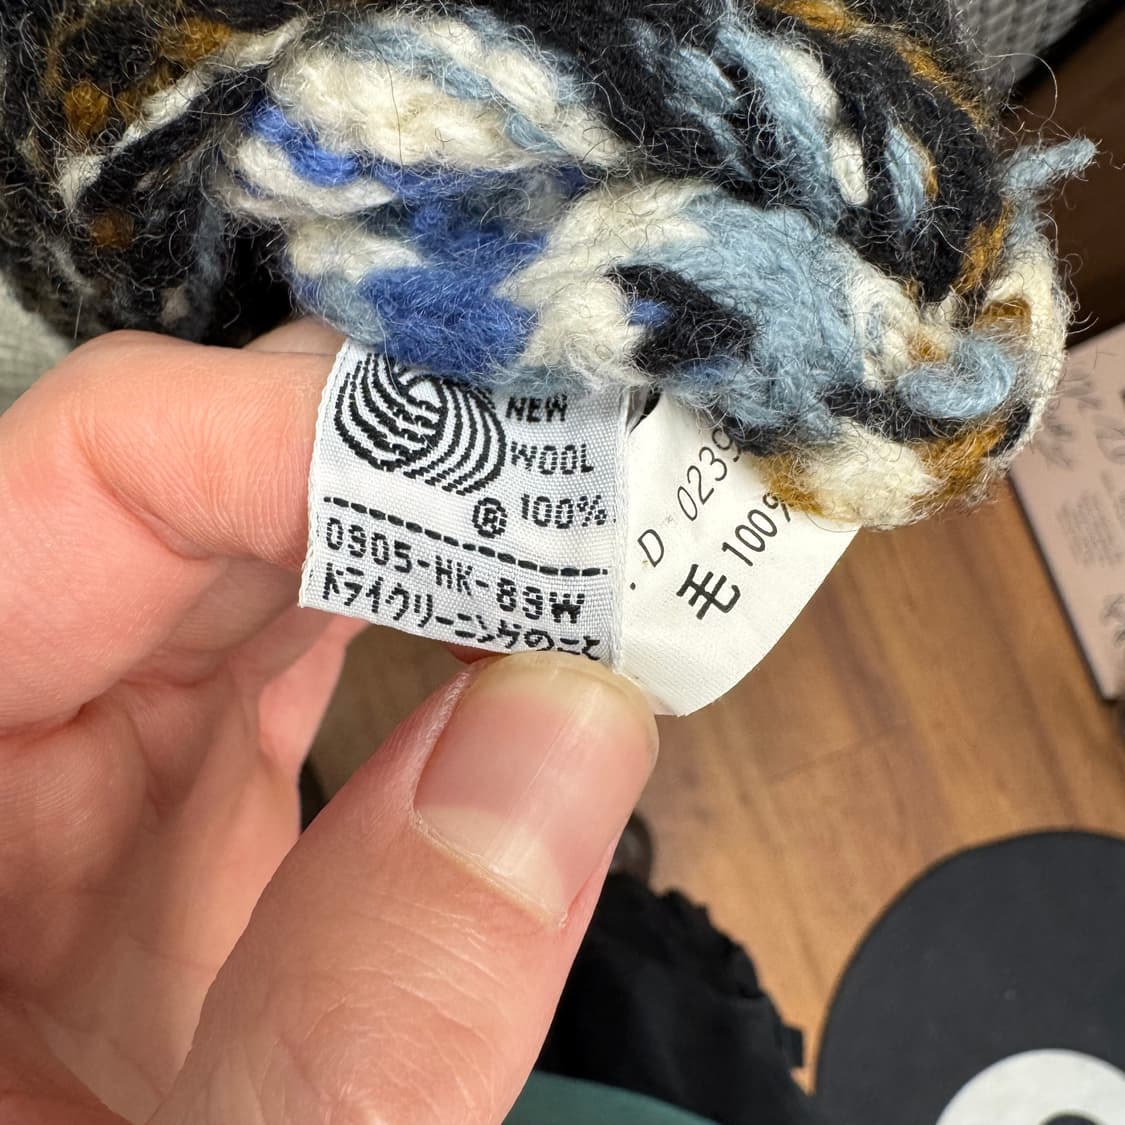 NEW
WOOL
® 100%
0905-HK-89W
ドライクリーニングのこと
.D 0239
毛 100%